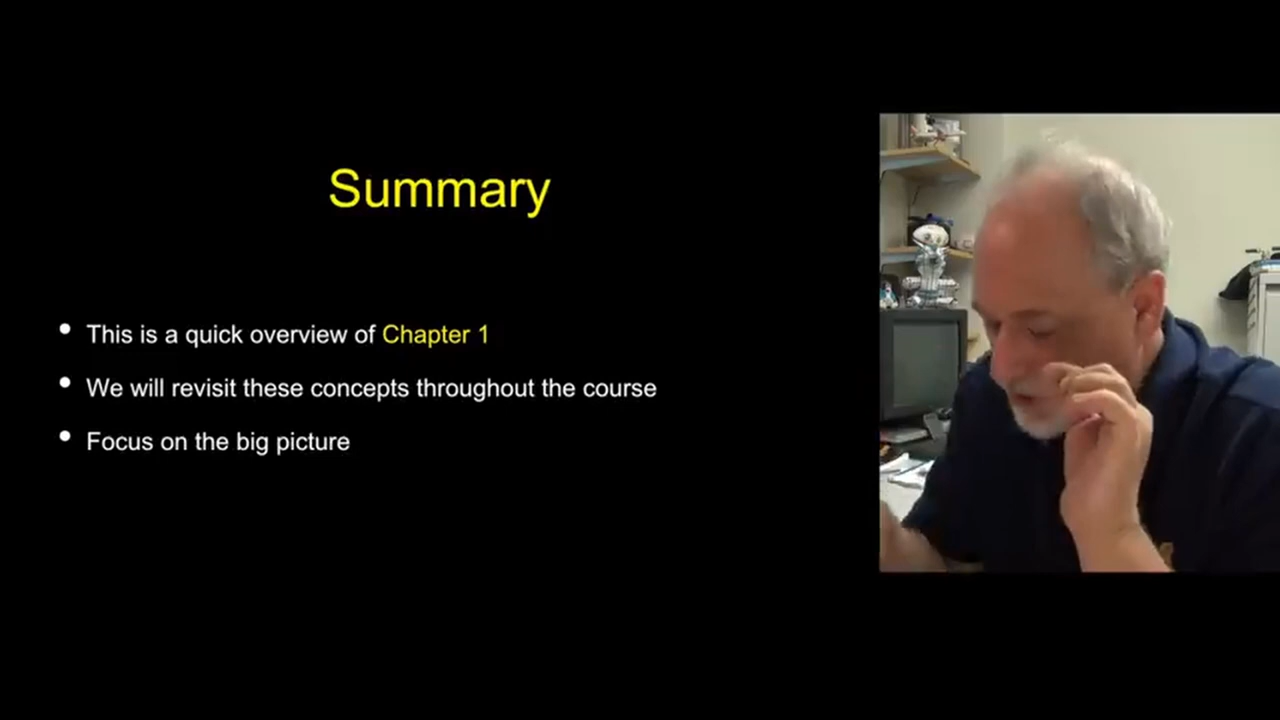 Summary
• This is a quick overview of Chapter 1
• We will revisit these concepts throughout the course
• Focus on the big picture